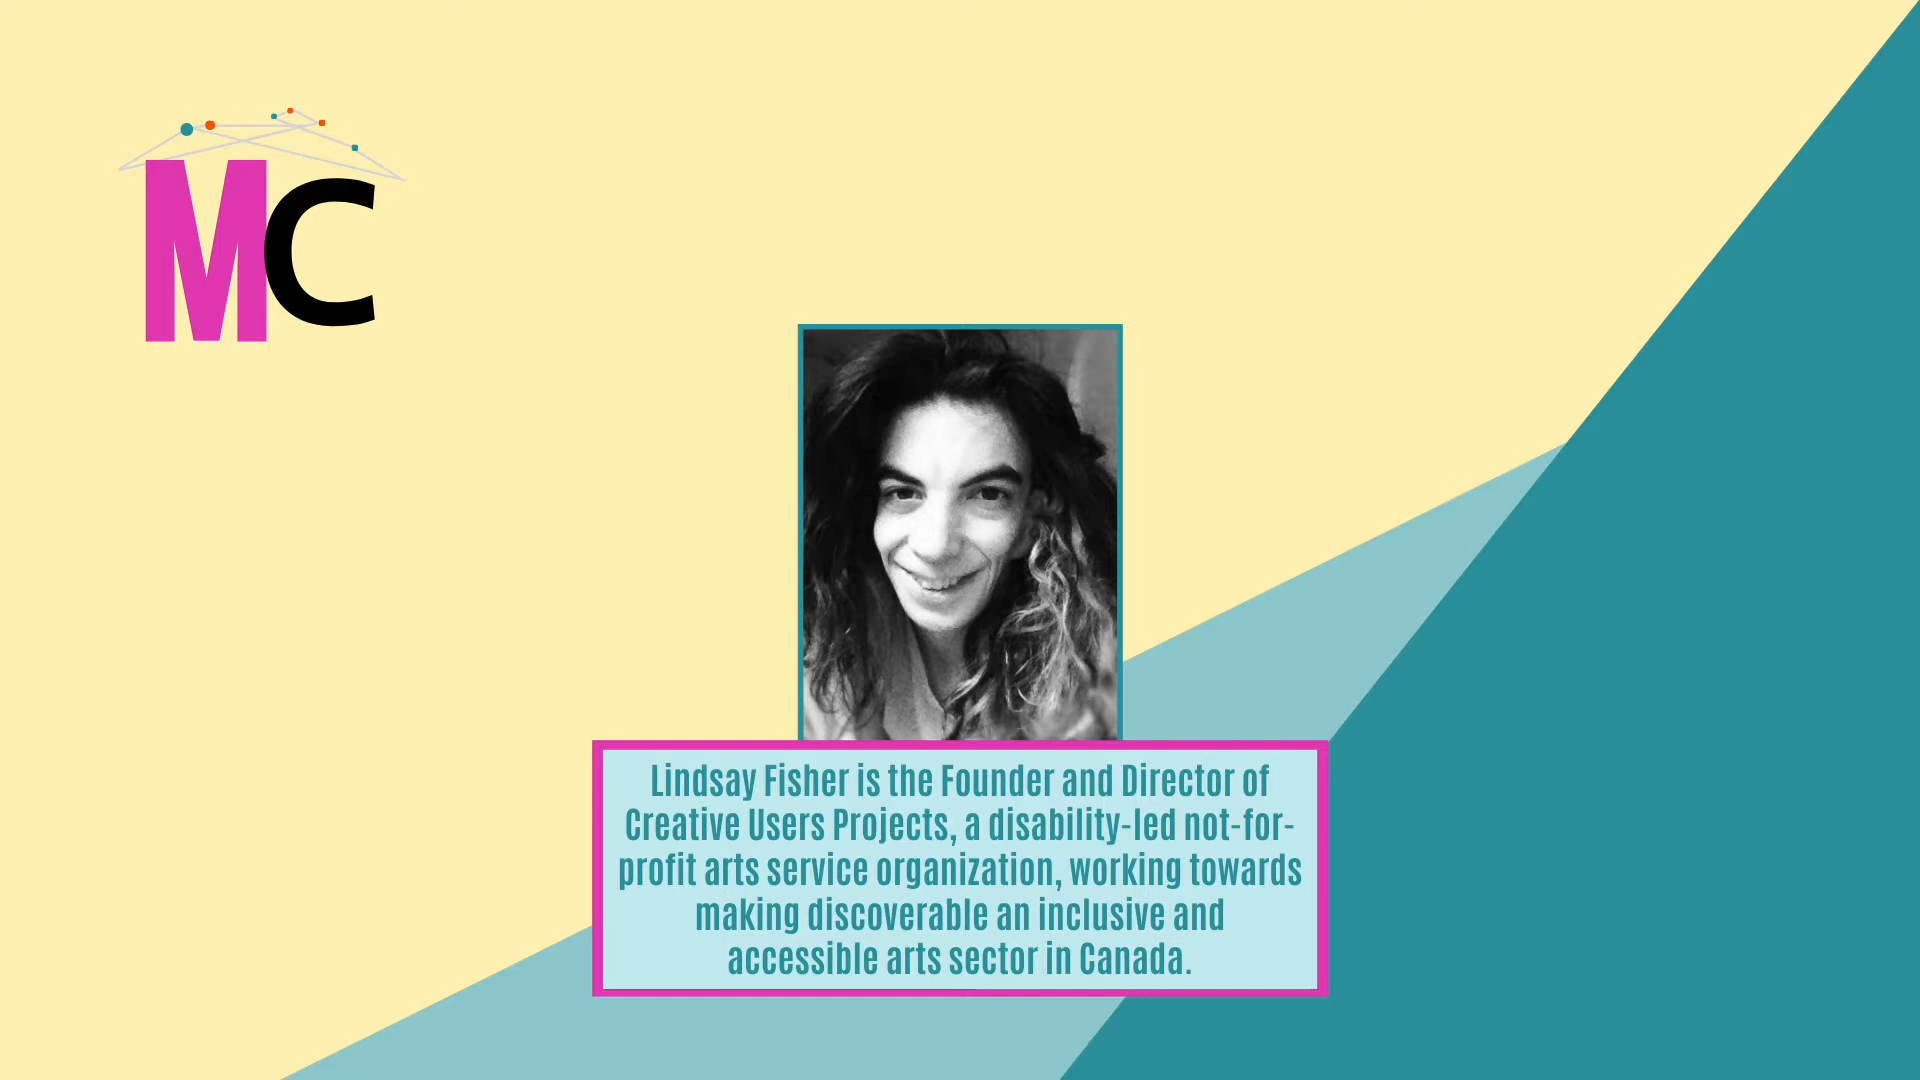 MC
Lindsay Fisher is the Founder and Director of
Creative Users Projects, a disability-led not-for-
profit arts service organization, working towards
making discoverable an inclusive and
accessible arts sector in Canada.